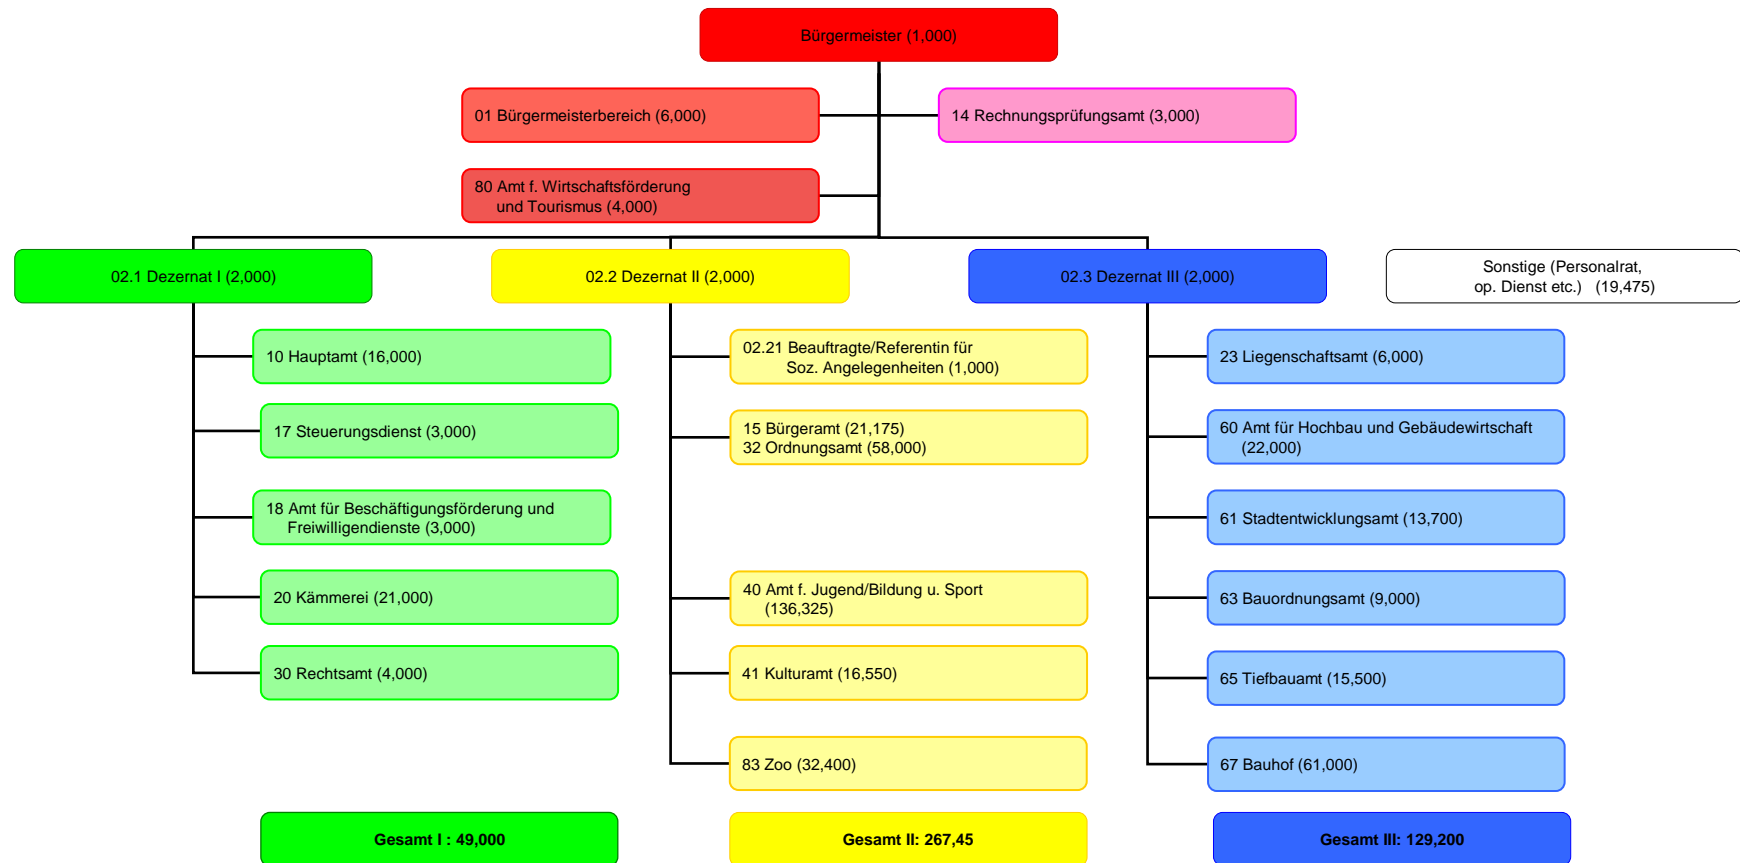 Bürgermeister (1,000)
01 Bürgermeisterbereich (6,000)
14 Rechnungsprüfungsamt (3,000)
80 Amt f. Wirtschaftsförderung
und Tourismus (4,000)
02.1 Dezernat I (2,000)
02.2 Dezernat II (2,000)
02.3 Dezernat III (2,000)
Sonstige (Personalrat,
op. Dienst etc.) (19,475)
10 Hauptamt (16,000)
17 Steuerungsdienst (3,000)
18 Amt für Beschäftigungsförderung und
Freiwilligendienste (3,000)
20 Kämmerei (21,000)
30 Rechtsamt (4,000)
02.21 Beauftragte/Referentin für
Soz. Angelegenheiten (1,000)
15 Bürgeramt (21,175)
32 Ordnungsamt (58,000)
40 Amt f. Jugend/Bildung u. Sport
(136,325)
41 Kulturamt (16,550)
83 Zoo (32,400)
23 Liegenschaftsamt (6,000)
60 Amt für Hochbau und Gebäudewirtschaft
(22,000)
61 Stadtentwicklungsamt (13,700)
63 Bauordnungsamt (9,000)
65 Tiefbauamt (15,500)
67 Bauhof (61,000)
Gesamt I : 49,000
Gesamt II: 267,45
Gesamt III: 129,200